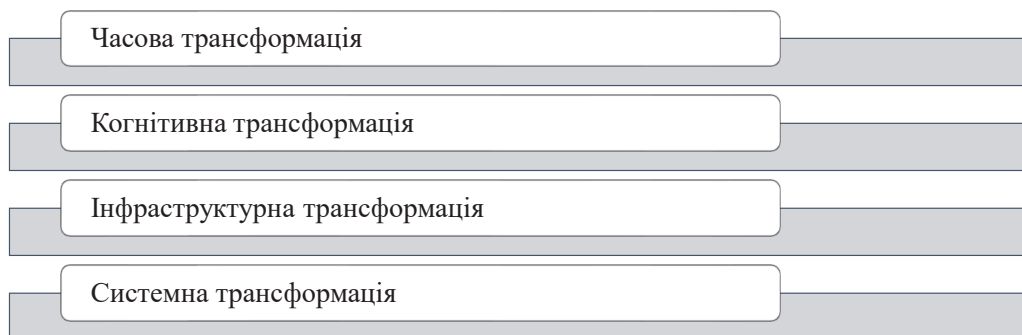 Часова трансформація
Когнітивна трансформація
Інфраструктурна трансформація
Системна трансформація